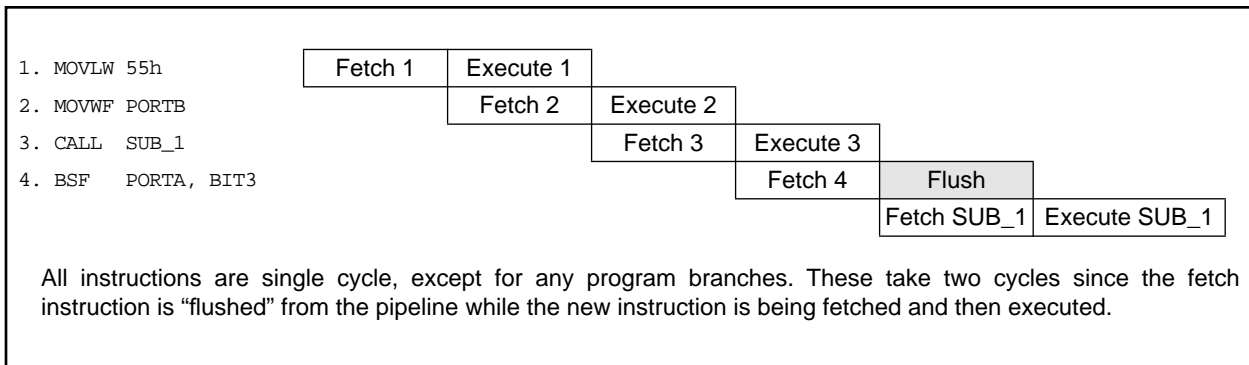 1. MOVLW 55h Fetch 1 Execute 1
2. MOVWF PORTB Fetch 2 Execute 2
3. CALL SUB_1 Fetch 3 Execute 3
4. BSF PORTA, BIT3 Fetch 4 Flush
Fetch SUB_1 Execute SUB_1
All instructions are single cycle, except for any program branches. These take two cycles since the fetch
instruction is “flushed” from the pipeline while the new instruction is being fetched and then executed.